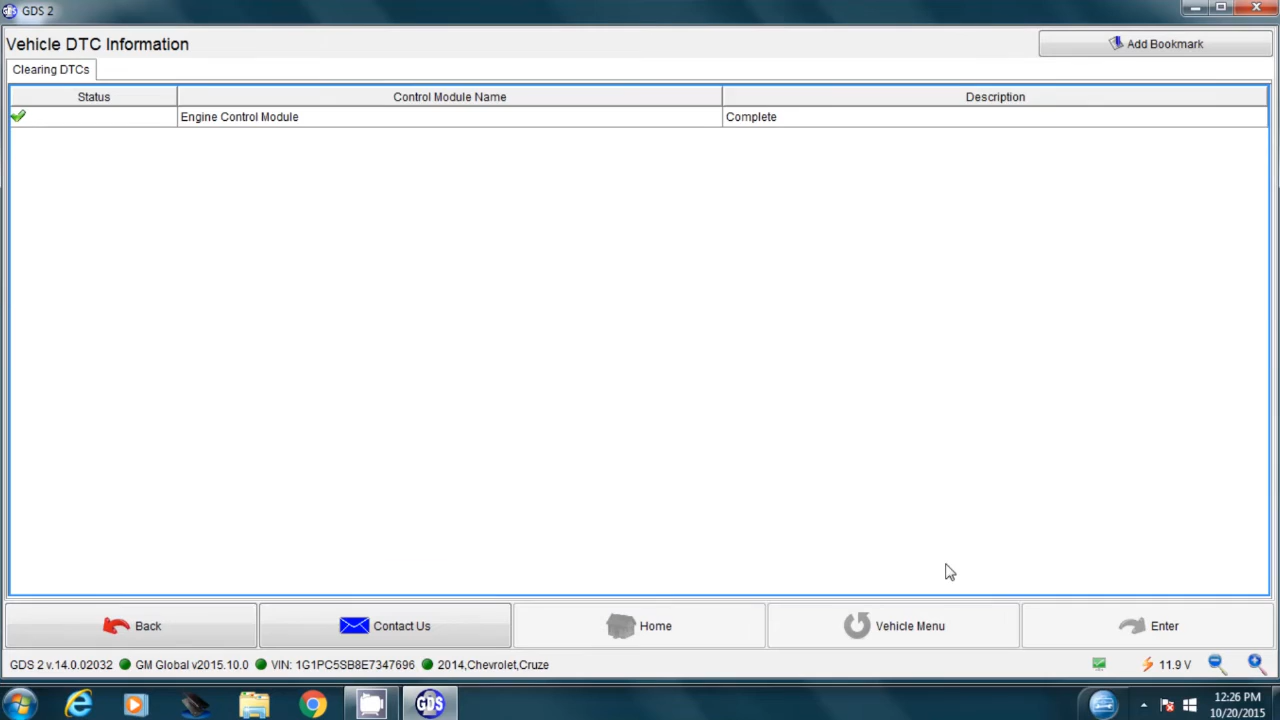 GDS 2
Vehicle DTC Information
Add Bookmark
Clearing DTCs
Status Control Module Name Description
Engine Control Module Complete
Back Contact Us Home Vehicle Menu Enter
GDS 2 v.14.0.02032 GM Global v2015.10.0 VIN: 1G1PC5SB8E7347696 2014,Chevrolet,Cruze 11.9 V
GDS 12:26 PM
10/20/2015